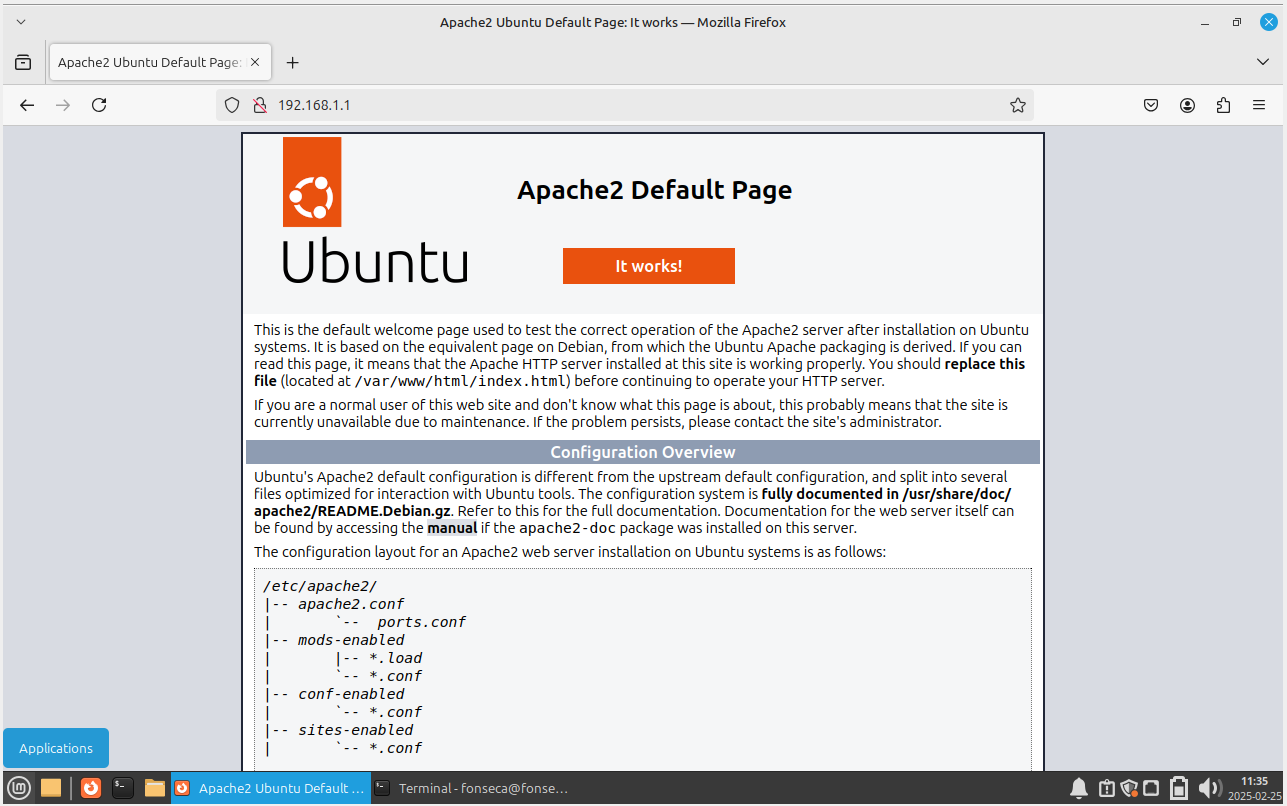 Apache2 Ubuntu Default Page: It works — Mozilla Firefox
Apache2 Ubuntu Default Page:
192.168.1.1
Apache2 Default Page
Ubuntu
It works!
This is the default welcome page used to test the correct operation of the Apache2 server after installation on Ubuntu
systems. It is based on the equivalent page on Debian, from which the Ubuntu Apache packaging is derived. If you can
read this page, it means that the Apache HTTP server installed at this site is working properly. You should replace this
file (located at /var/www/html/index.html) before continuing to operate your HTTP server.
If you are a normal user of this web site and don't know what this page is about, this probably means that the site is
currently unavailable due to maintenance. If the problem persists, please contact the site's administrator.
Configuration Overview
Ubuntu's Apache2 default configuration is different from the upstream default configuration, and split into several
files optimized for interaction with Ubuntu tools. The configuration system is fully documented in /usr/share/doc/
apache2/README.Debian.gz. Refer to this for the full documentation. Documentation for the web server itself can
be found by accessing the manual if the apache2-doc package was installed on this server.
The configuration layout for an Apache2 web server installation on Ubuntu systems is as follows:
/etc/apache2/
|-- apache2.conf
|       `--  ports.conf
|-- mods-enabled
|       |-- *.load
|       `-- *.conf
|-- conf-enabled
|       `-- *.conf
|-- sites-enabled
|       `-- *.conf
Applications
Apache2 Ubuntu Default ...
Terminal - fonseca@fonse...
11:35
2025-02-25